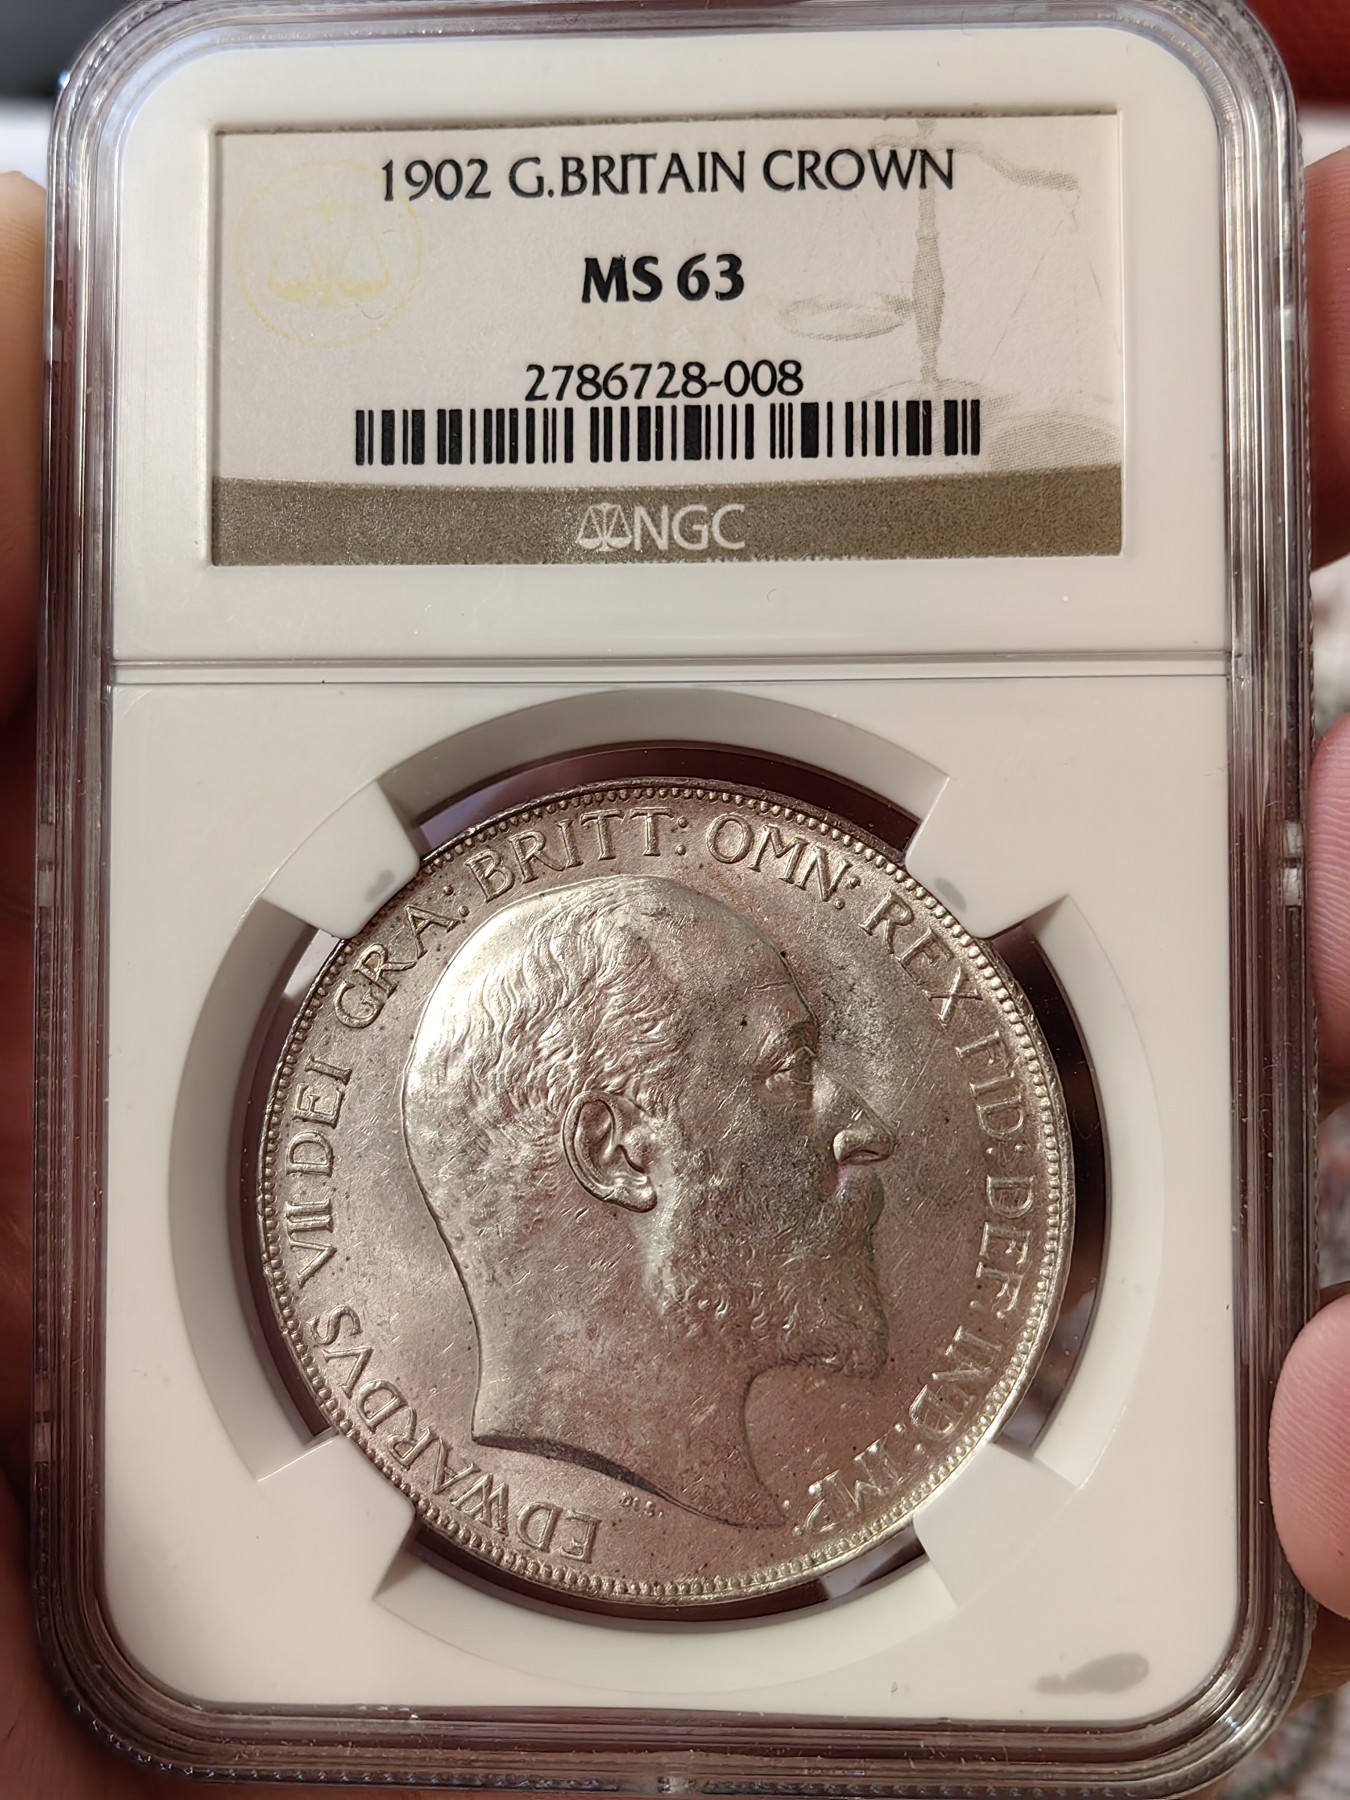 1902 G.BRITAIN CROWN
MS 63
2786728-008
NGC
EDWARDVS VII DEI GRA: BRITT: OMN: REX FID: DEF: IND: IMP:
DES.